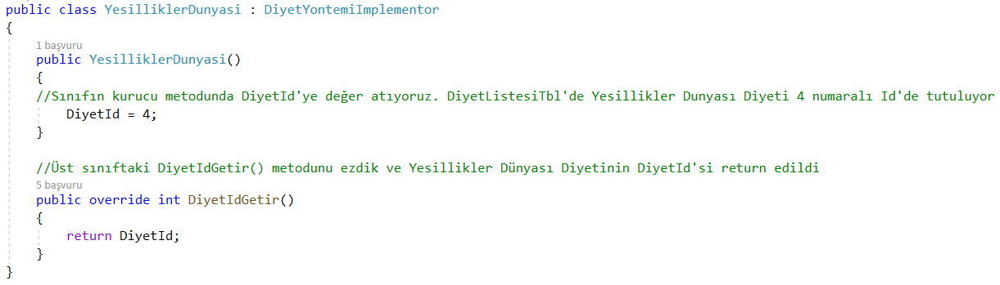 public class YesilliklerDunyasi : DiyetYontemiImplementor
{
1 başvuru
public YesilliklerDunyasi()
{
//Sınıfın kurucu metodunda DiyetId'ye değer atıyoruz. DiyetListesiTbl'de Yesillikler Dunyası Diyeti 4 numaralı Id'de tutuluyor
DiyetId = 4;
}
//Üst sınıftaki DiyetIdGetir() metodunu ezdik ve Yesillikler Dünyası Diyetinin DiyetId'si return edildi
5 başvuru
public override int DiyetIdGetir()
{
return DiyetId;
}
}